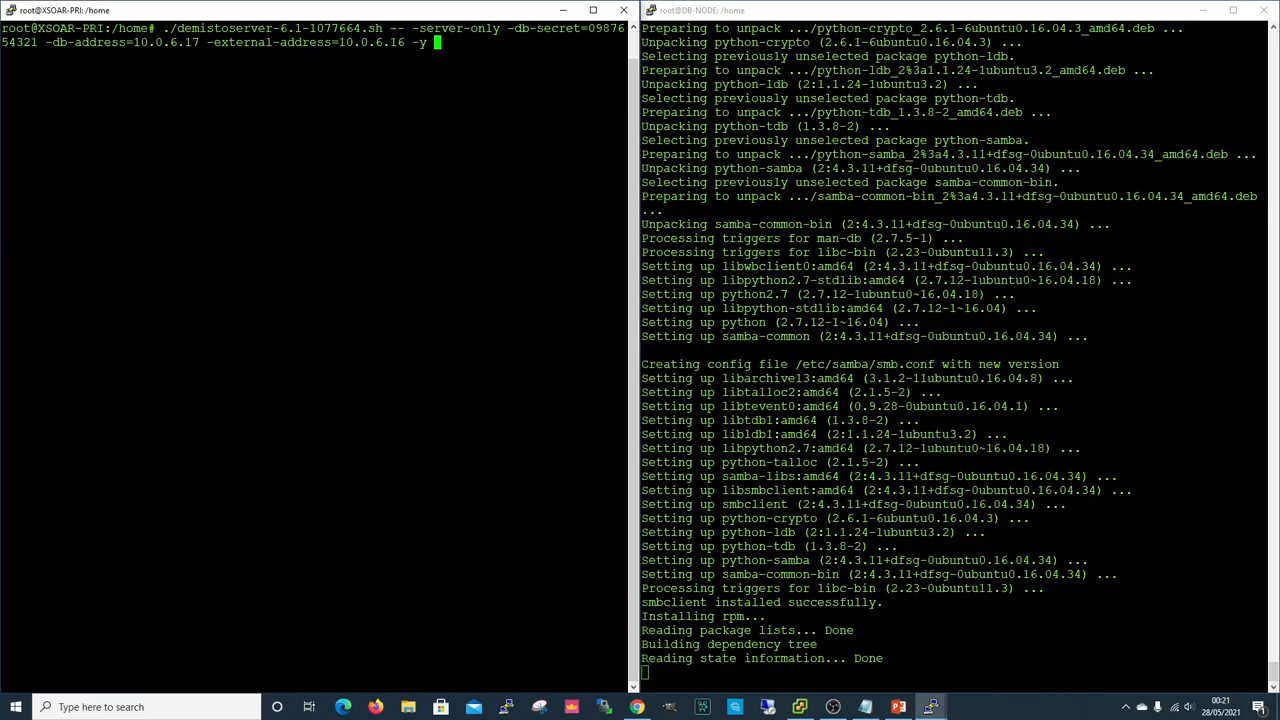 root@XSOAR-PRI: /home
root@XSOAR-PRI:/home# ./demistoserver-6.1-1077664.sh -- -server-only -db-secret=09876
54321 -db-address=10.0.6.17 -external-address=10.0.6.16 -y
root@DB-NODE: /home
Preparing to unpack .../python-crypto_2.6.1-6ubuntu0.16.04.3_amd64.deb ...
Unpacking python-crypto (2.6.1-6ubuntu0.16.04.3) ...
Selecting previously unselected package python-ldb.
Preparing to unpack .../python-ldb_2%3a1.1.24-1ubuntu3.2_amd64.deb ...
Unpacking python-ldb (2:1.1.24-1ubuntu3.2) ...
Selecting previously unselected package python-tdb.
Preparing to unpack .../python-tdb_1.3.8-2_amd64.deb ...
Unpacking python-tdb (1.3.8-2) ...
Selecting previously unselected package python-samba.
Preparing to unpack .../python-samba_2%3a4.3.11+dfsg-0ubuntu0.16.04.34_amd64.deb ...
Unpacking python-samba (2:4.3.11+dfsg-0ubuntu0.16.04.34) ...
Selecting previously unselected package samba-common-bin.
Preparing to unpack .../samba-common-bin_2%3a4.3.11+dfsg-0ubuntu0.16.04.34_amd64.deb
...
Unpacking samba-common-bin (2:4.3.11+dfsg-0ubuntu0.16.04.34) ...
Processing triggers for man-db (2.7.5-1) ...
Processing triggers for libc-bin (2.23-0ubuntu11.3) ...
Setting up libwbclient0:amd64 (2:4.3.11+dfsg-0ubuntu0.16.04.34) ...
Setting up libpython2.7-stdlib:amd64 (2.7.12-1ubuntu0~16.04.18) ...
Setting up python2.7 (2.7.12-1ubuntu0~16.04.18) ...
Setting up libpython-stdlib:amd64 (2.7.12-1~16.04) ...
Setting up python (2.7.12-1~16.04) ...
Setting up samba-common (2:4.3.11+dfsg-0ubuntu0.16.04.34) ...
Creating config file /etc/samba/smb.conf with new version
Setting up libarchive13:amd64 (3.1.2-11ubuntu0.16.04.8) ...
Setting up libtalloc2:amd64 (2.1.5-2) ...
Setting up libtevent0:amd64 (0.9.28-0ubuntu0.16.04.1) ...
Setting up libtdb1:amd64 (1.3.8-2) ...
Setting up libldb1:amd64 (2:1.1.24-1ubuntu3.2) ...
Setting up libpython2.7:amd64 (2.7.12-1ubuntu0~16.04.18) ...
Setting up python-talloc (2.1.5-2) ...
Setting up samba-libs:amd64 (2:4.3.11+dfsg-0ubuntu0.16.04.34) ...
Setting up libsmbclient:amd64 (2:4.3.11+dfsg-0ubuntu0.16.04.34) ...
Setting up smbclient (2:4.3.11+dfsg-0ubuntu0.16.04.34) ...
Setting up python-crypto (2.6.1-6ubuntu0.16.04.3) ...
Setting up python-ldb (2:1.1.24-1ubuntu3.2) ...
Setting up python-tdb (1.3.8-2) ...
Setting up python-samba (2:4.3.11+dfsg-0ubuntu0.16.04.34) ...
Setting up samba-common-bin (2:4.3.11+dfsg-0ubuntu0.16.04.34) ...
Processing triggers for libc-bin (2.23-0ubuntu11.3) ...
smbclient installed successfully.
Installing rpm...
Reading package lists... Done
Building dependency tree
Reading state information... Done
Type here to search
00:21
28/05/2021